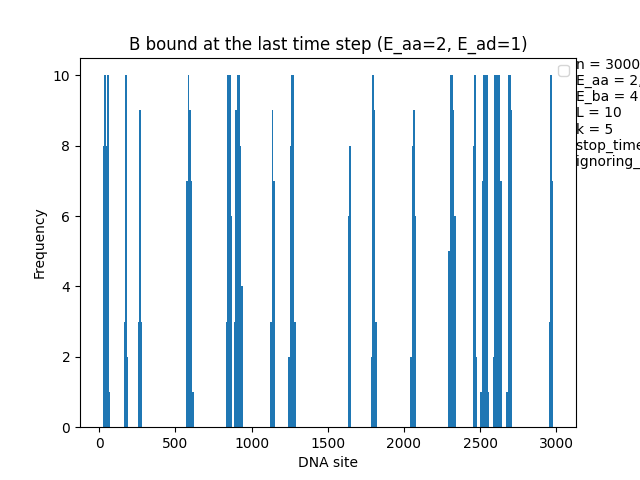 B bound at the last time step (E_aa=2, E_ad=1)
n = 3000
E_aa = 2,
E_ba = 4
L = 10
k = 5
stop_time
ignoring_
10
8
6
4
2
0
Frequency
0 500 1000 1500 2000 2500 3000
DNA site